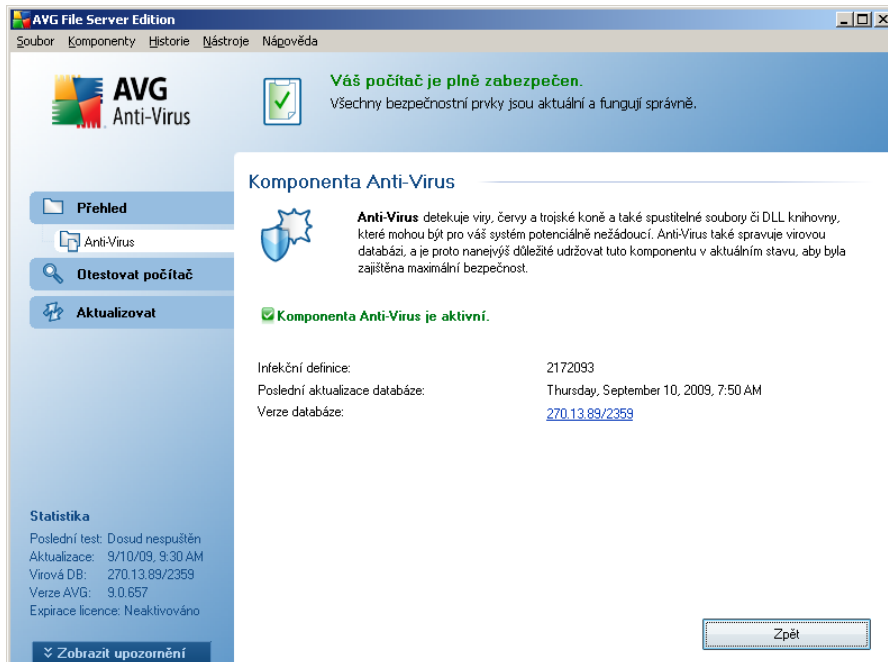 AVG File Server Edition
Soubor Komponenty Historie Nástroje Nápověda
AVG
Anti-Virus
Váš počítač je plně zabezpečen.
Všechny bezpečnostní prvky jsou aktuální a fungují správně.
Přehled
Anti-Virus
Otestovat počítač
Aktualizovat
Komponenta Anti-Virus
Anti-Virus detekuje viry, červy a trojské koně a také spustitelné soubory či DLL knihovny,
které mohou být pro váš systém potenciálně nežádoucí. Anti-Virus také spravuje virovou
databázi, a je proto nanejvýš důležité udržovat tuto komponentu v aktuálním stavu, aby byla
zajištěna maximální bezpečnost.
Komponenta Anti-Virus je aktivní.
Infekční definice: 2172093
Poslední aktualizace databáze: Thursday, September 10, 2009, 7:50 AM
Verze databáze: 270.13.89/2359
Statistika
Poslední test: Dosud nespuštěn
Aktualizace: 9/10/09, 9:30 AM
Virová DB: 270.13.89/2359
Verze AVG: 9.0.657
Expirace licence: Neaktivováno
Zobrazit upozornění
Zpět